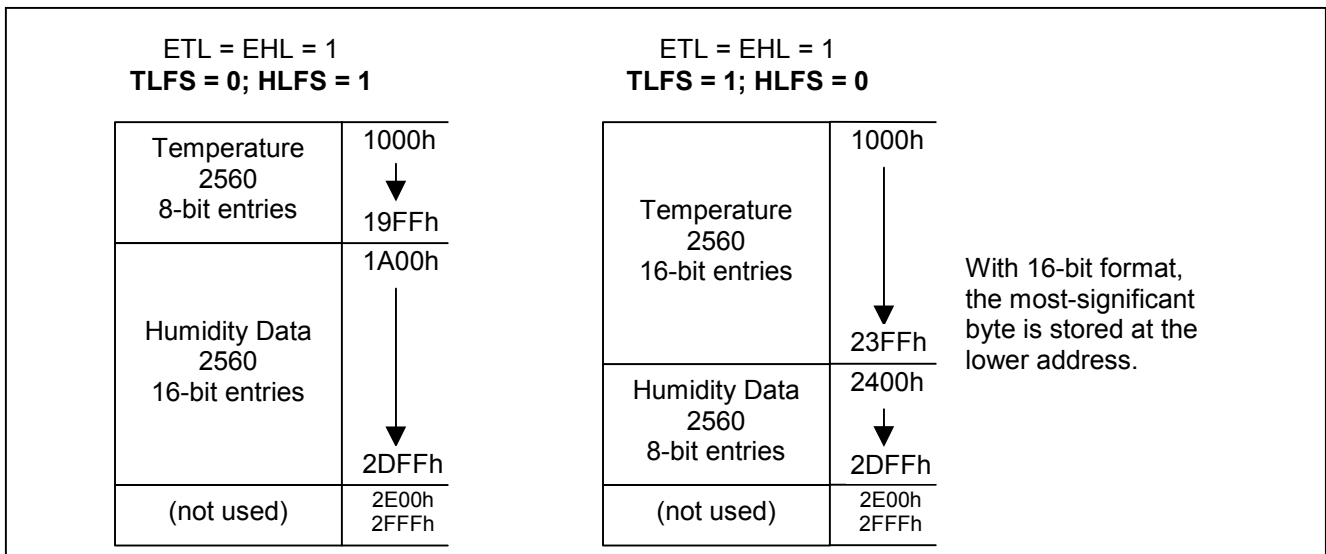 ETL = EHL = 1
TLFS = 0; HLFS = 1
Temperature
2560
8-bit entries
1000h
19FFh
Humidity Data
2560
16-bit entries
1A00h
2DFFh
(not used)
2E00h
2FFFh
ETL = EHL = 1
TLFS = 1; HLFS = 0
Temperature
2560
16-bit entries
1000h
23FFh
Humidity Data
2560
8-bit entries
2400h
2DFFh
(not used)
2E00h
2FFFh
With 16-bit format,
the most-significant
byte is stored at the
lower address.